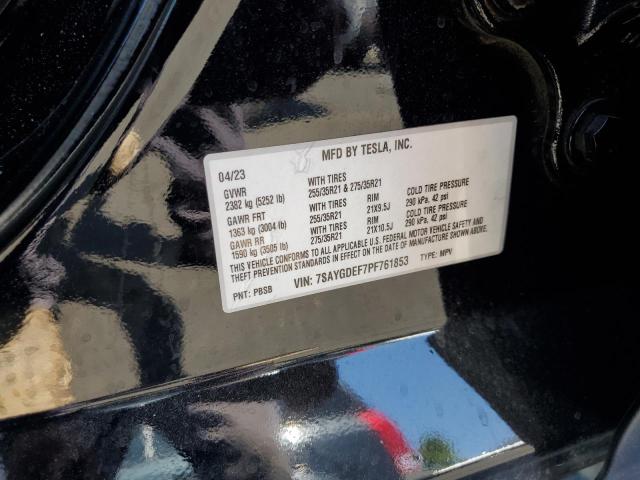 MFD BY TESLA, INC.
04/23
GVWR WITH TIRES
2382 kg (5252 lb) 255/35R21 & 275/35R21
GAWR FRT WITH TIRES RIM COLD TIRE PRESSURE
1363 kg (3004 lb) 255/35R21 21X9.5J 290 kPa, 42 psi
GAWR RR WITH TIRES RIM COLD TIRE PRESSURE
1590 kg (3505 lb) 275/35R21 21X10.5J 290 kPa, 42 psi
THIS VEHICLE CONFORMS TO ALL APPLICABLE U.S. FEDERAL MOTOR VEHICLE SAFETY AND
THEFT PREVENTION STANDARDS IN EFFECT ON THE DATE OF MANUFACTURE SHOWN ABOVE.
PNT: PBSB VIN: 7SAYGDEF7PF761853 TYPE: MPV